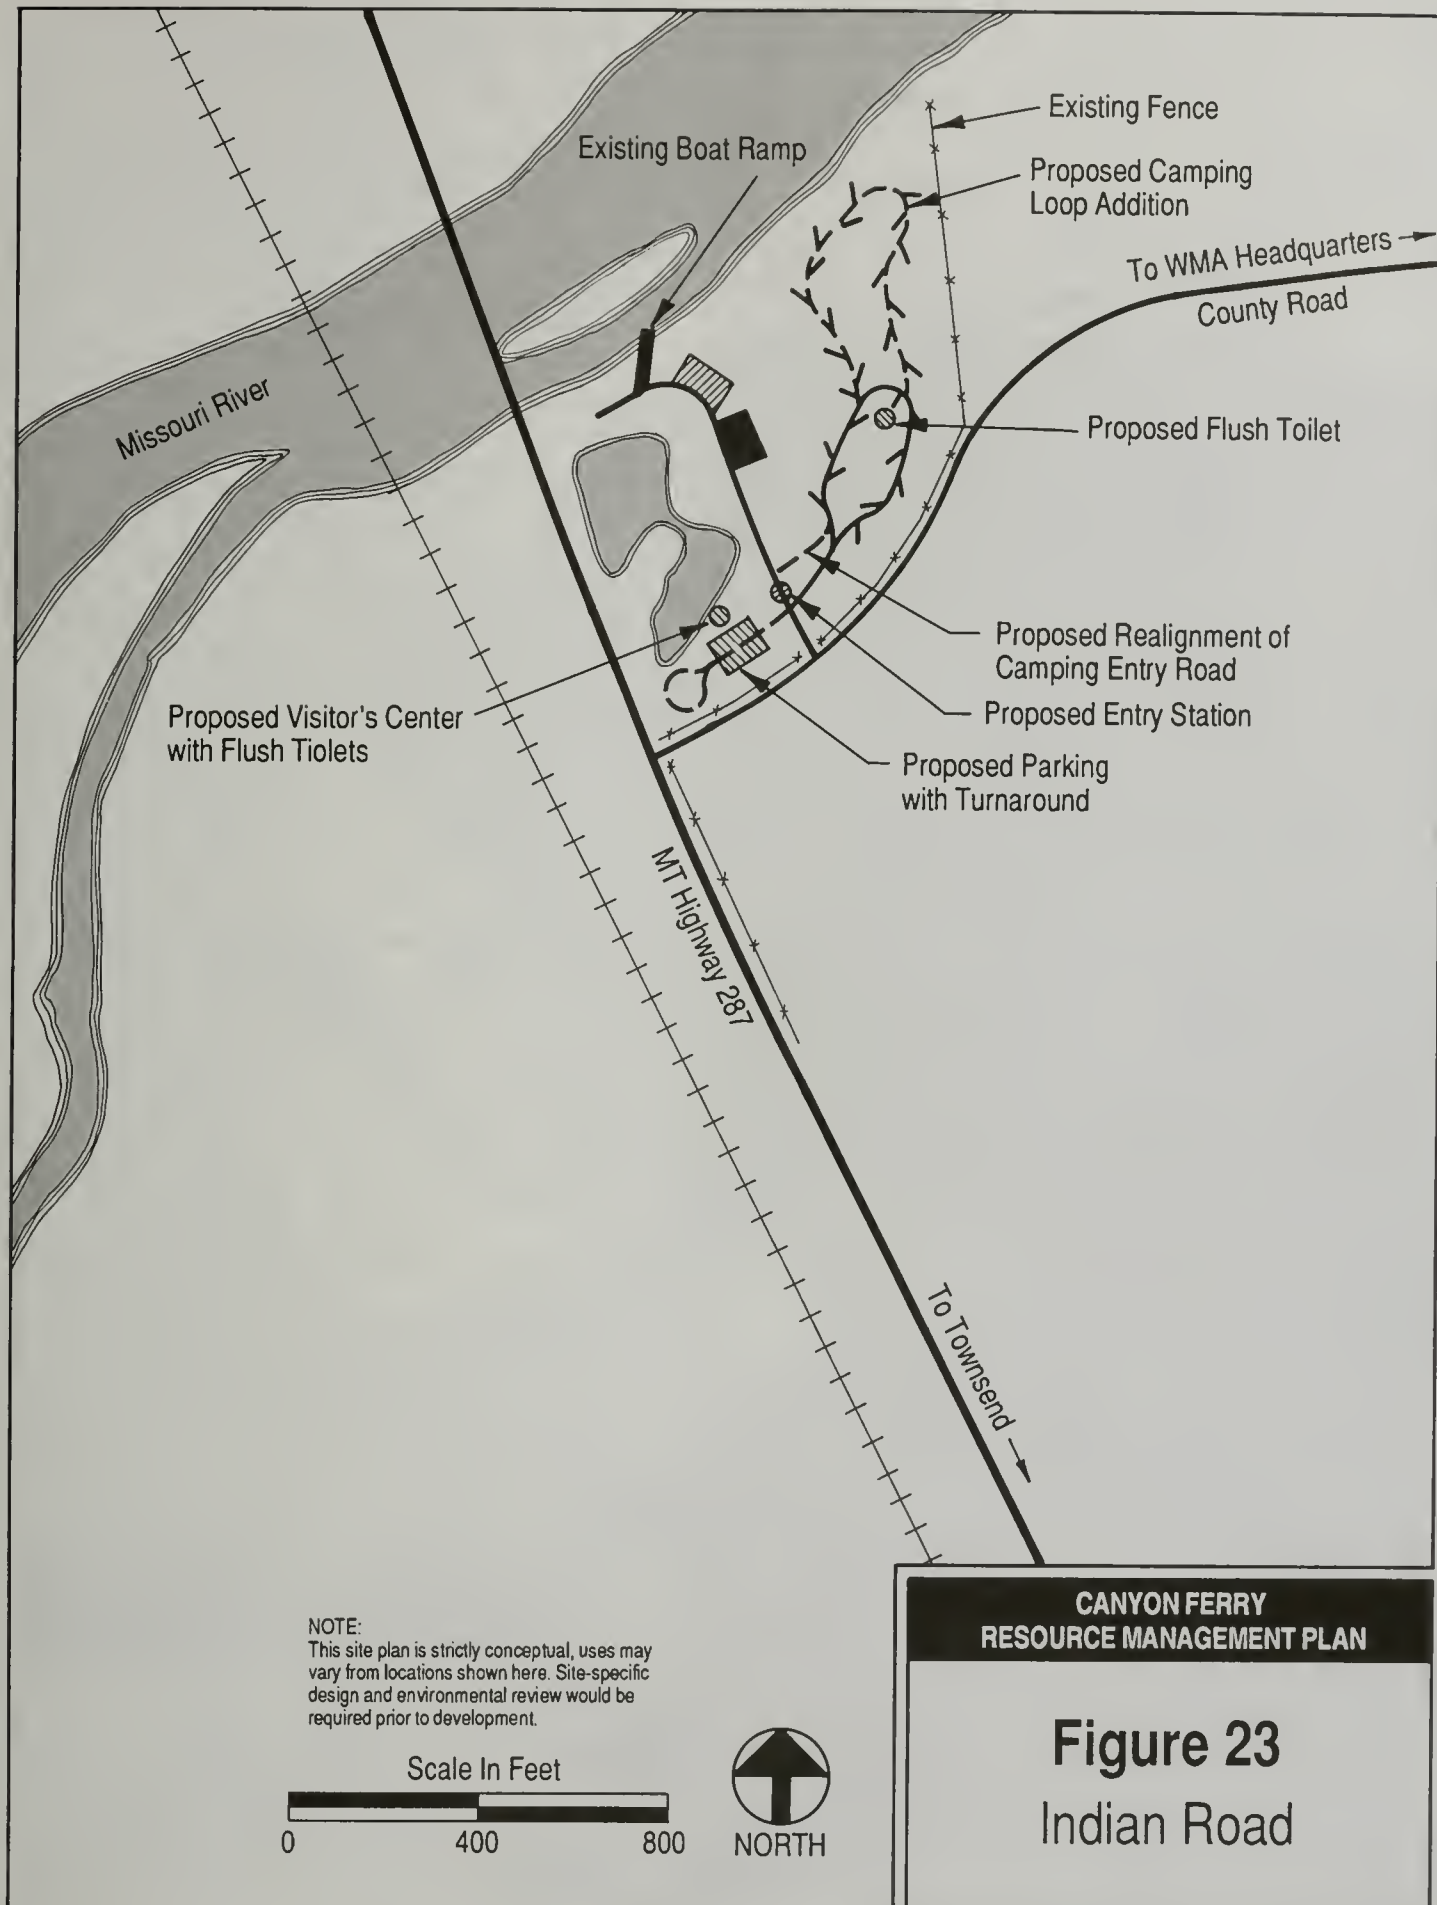 Existing Fence
Existing Boat Ramp
Proposed Camping
Loop Addition
To WMA Headquarters
County Road
Missouri River
Proposed Flush Toilet
Proposed Realignment of
Camping Entry Road
Proposed Entry Station
Proposed Visitor's Center
with Flush Tiolets
Proposed Parking
with Turnaround
MT Highway 287
To Townsend
NOTE:
This site plan is strictly conceptual, uses may
vary from locations shown here. Site-specific
design and environmental review would be
required prior to development.
Scale In Feet
0 400 800
NORTH
CANYON FERRY
RESOURCE MANAGEMENT PLAN
Figure 23
Indian Road